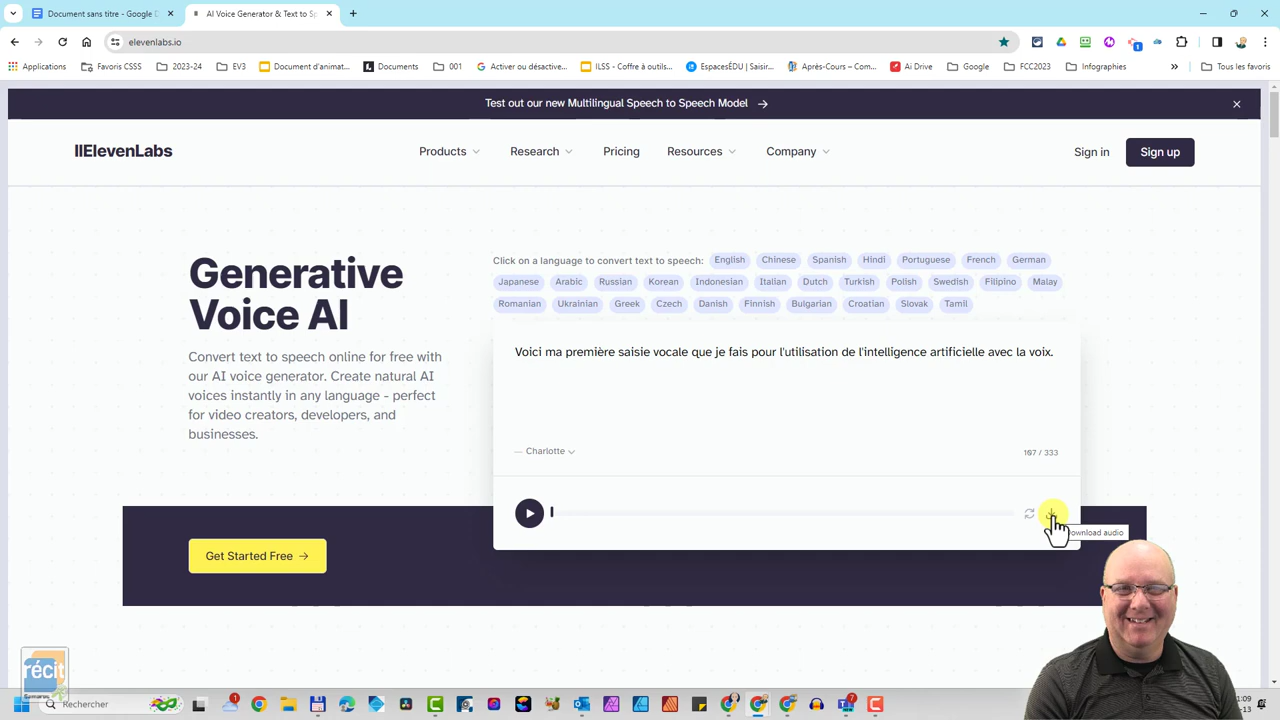 Document sans titre - Google D
AI Voice Generator & Text to Sp
elevenlabs.io
Applications
Favoris CSSS
2023-24
EV3
Document d'animat...
Documents
001
Activer ou désactive...
ILSS - Coffre à outils...
EspacesÉDU | Saisir...
Après-Cours – Com...
Ai Drive
Google
FCC2023
Infographies
»
Tous les favoris
Test out our new Multilingual Speech to Speech Model →
IIElevenLabs
Products
Research
Pricing
Resources
Company
Sign in
Sign up
Generative
Voice AI
Convert text to speech online for free with
our AI voice generator. Create natural AI
voices instantly in any language - perfect
for video creators, developers, and
businesses.
Get Started Free →
Click on a language to convert text to speech: English Chinese Spanish Hindi Portuguese French German
Japanese Arabic Russian Korean Indonesian Italian Dutch Turkish Polish Swedish Filipino Malay
Romanian Ukrainian Greek Czech Danish Finnish Bulgarian Croatian Slovak Tamil
Voici ma première saisie vocale que je fais pour l'utilisation de l'intelligence artificielle avec la voix.
— Charlotte
107 / 333
ownload audio
récit
Rechercher